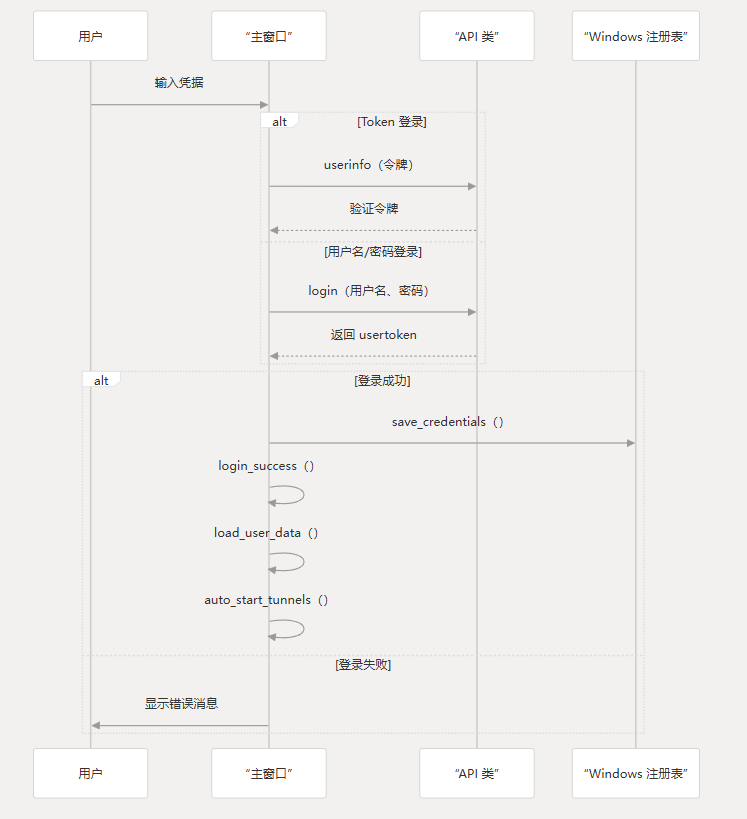 用户
“主窗口”
“API 类”
“Windows 注册表”
输入凭据
alt
[Token 登录]
userinfo（令牌）
验证令牌
[用户名/密码登录]
login（用户名、密码）
返回 usertoken
alt
[登录成功]
save_credentials（）
login_success（）
load_user_data（）
auto_start_tunnels（）
[登录失败]
显示错误消息
用户
“主窗口”
“API 类”
“Windows 注册表”